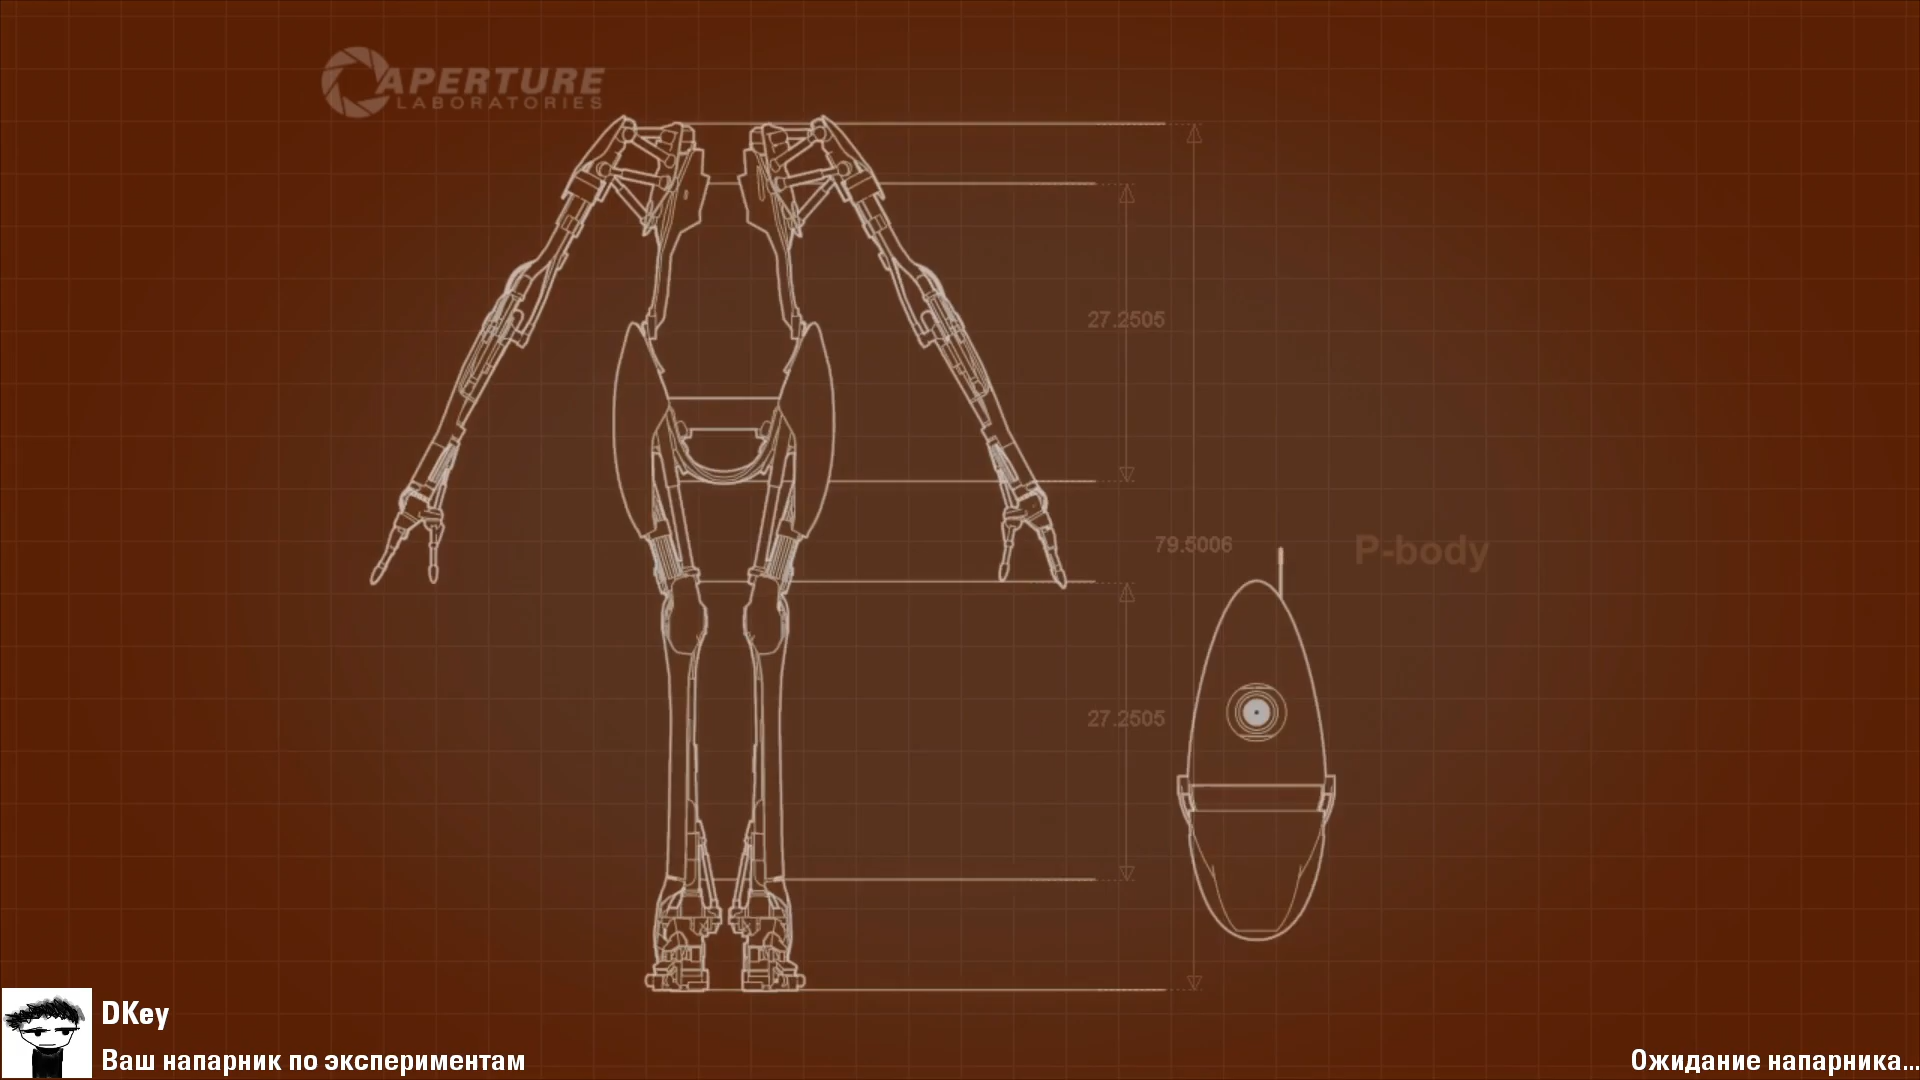 APERTURE
LABORATORIES
27.2505
79.5006
P-body
27.2505
DKey
Ваш напарник по экспериментам
Ожидание напарника...